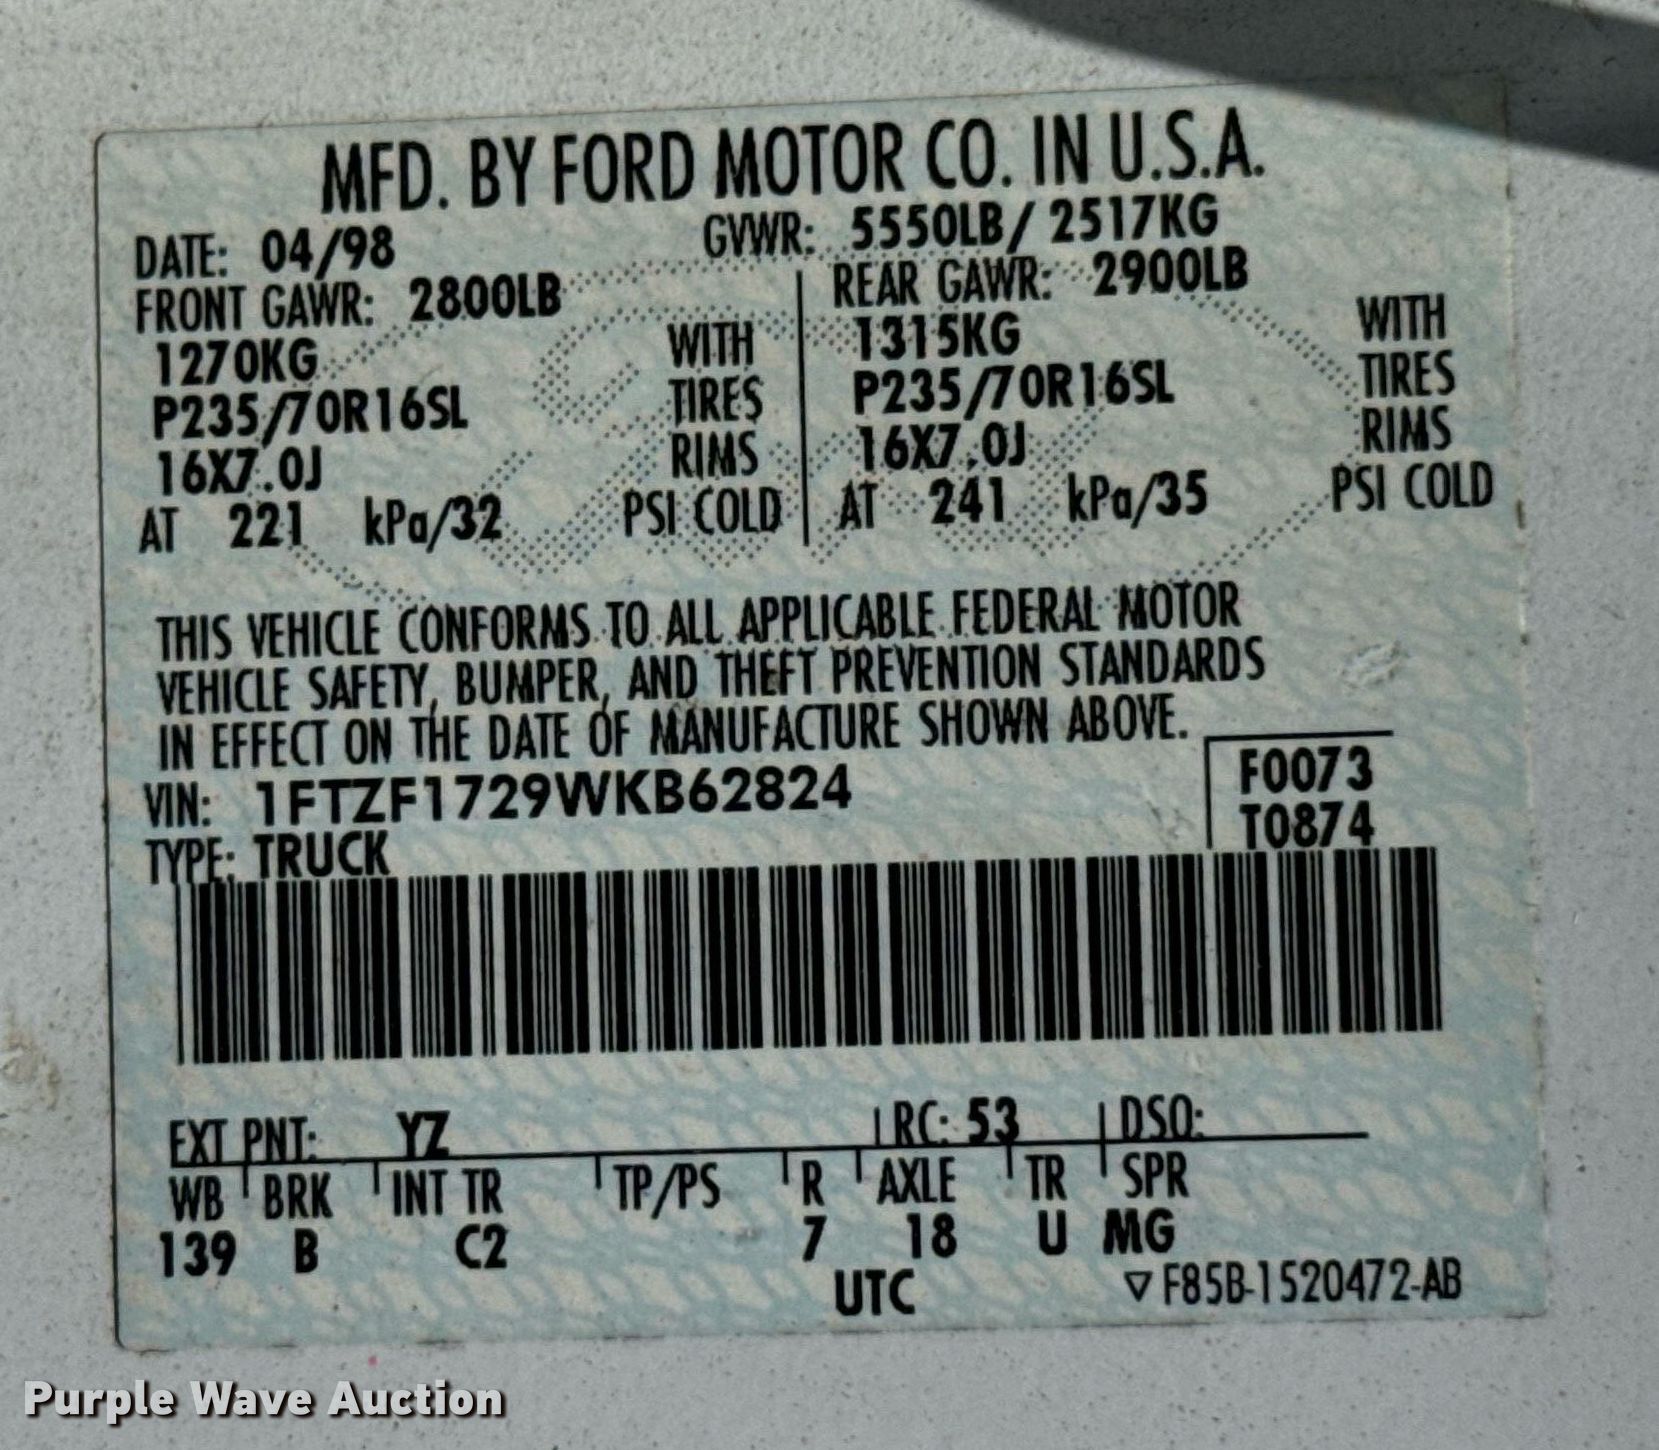 MFD. BY FORD MOTOR CO. IN U.S.A.
DATE: 04/98 GVWR: 5550LB/ 2517KG
FRONT GAWR: 2800LB REAR GAWR: 2900LB
1270KG WITH 1315KG WITH
P235/70R16SL TIRES P235/70R16SL TIRES
16X7.0J RIMS 16X7.0J RIMS
AT 221 kPa/32 PSI COLD AT 241 kPa/35 PSI COLD
THIS VEHICLE CONFORMS TO ALL APPLICABLE FEDERAL MOTOR
VEHICLE SAFETY, BUMPER, AND THEFT PREVENTION STANDARDS
IN EFFECT ON THE DATE OF MANUFACTURE SHOWN ABOVE.
VIN: 1FTZF1729WKB62824 F0073
TYPE: TRUCK T0874
EXT PNT: YZ RC: 53 DSO:
WB BRK INT TR TP/PS R AXLE TR SPR
139 B C2 7 18 U MG
UTC ▽F85B-1520472-AB
Purple Wave Auction